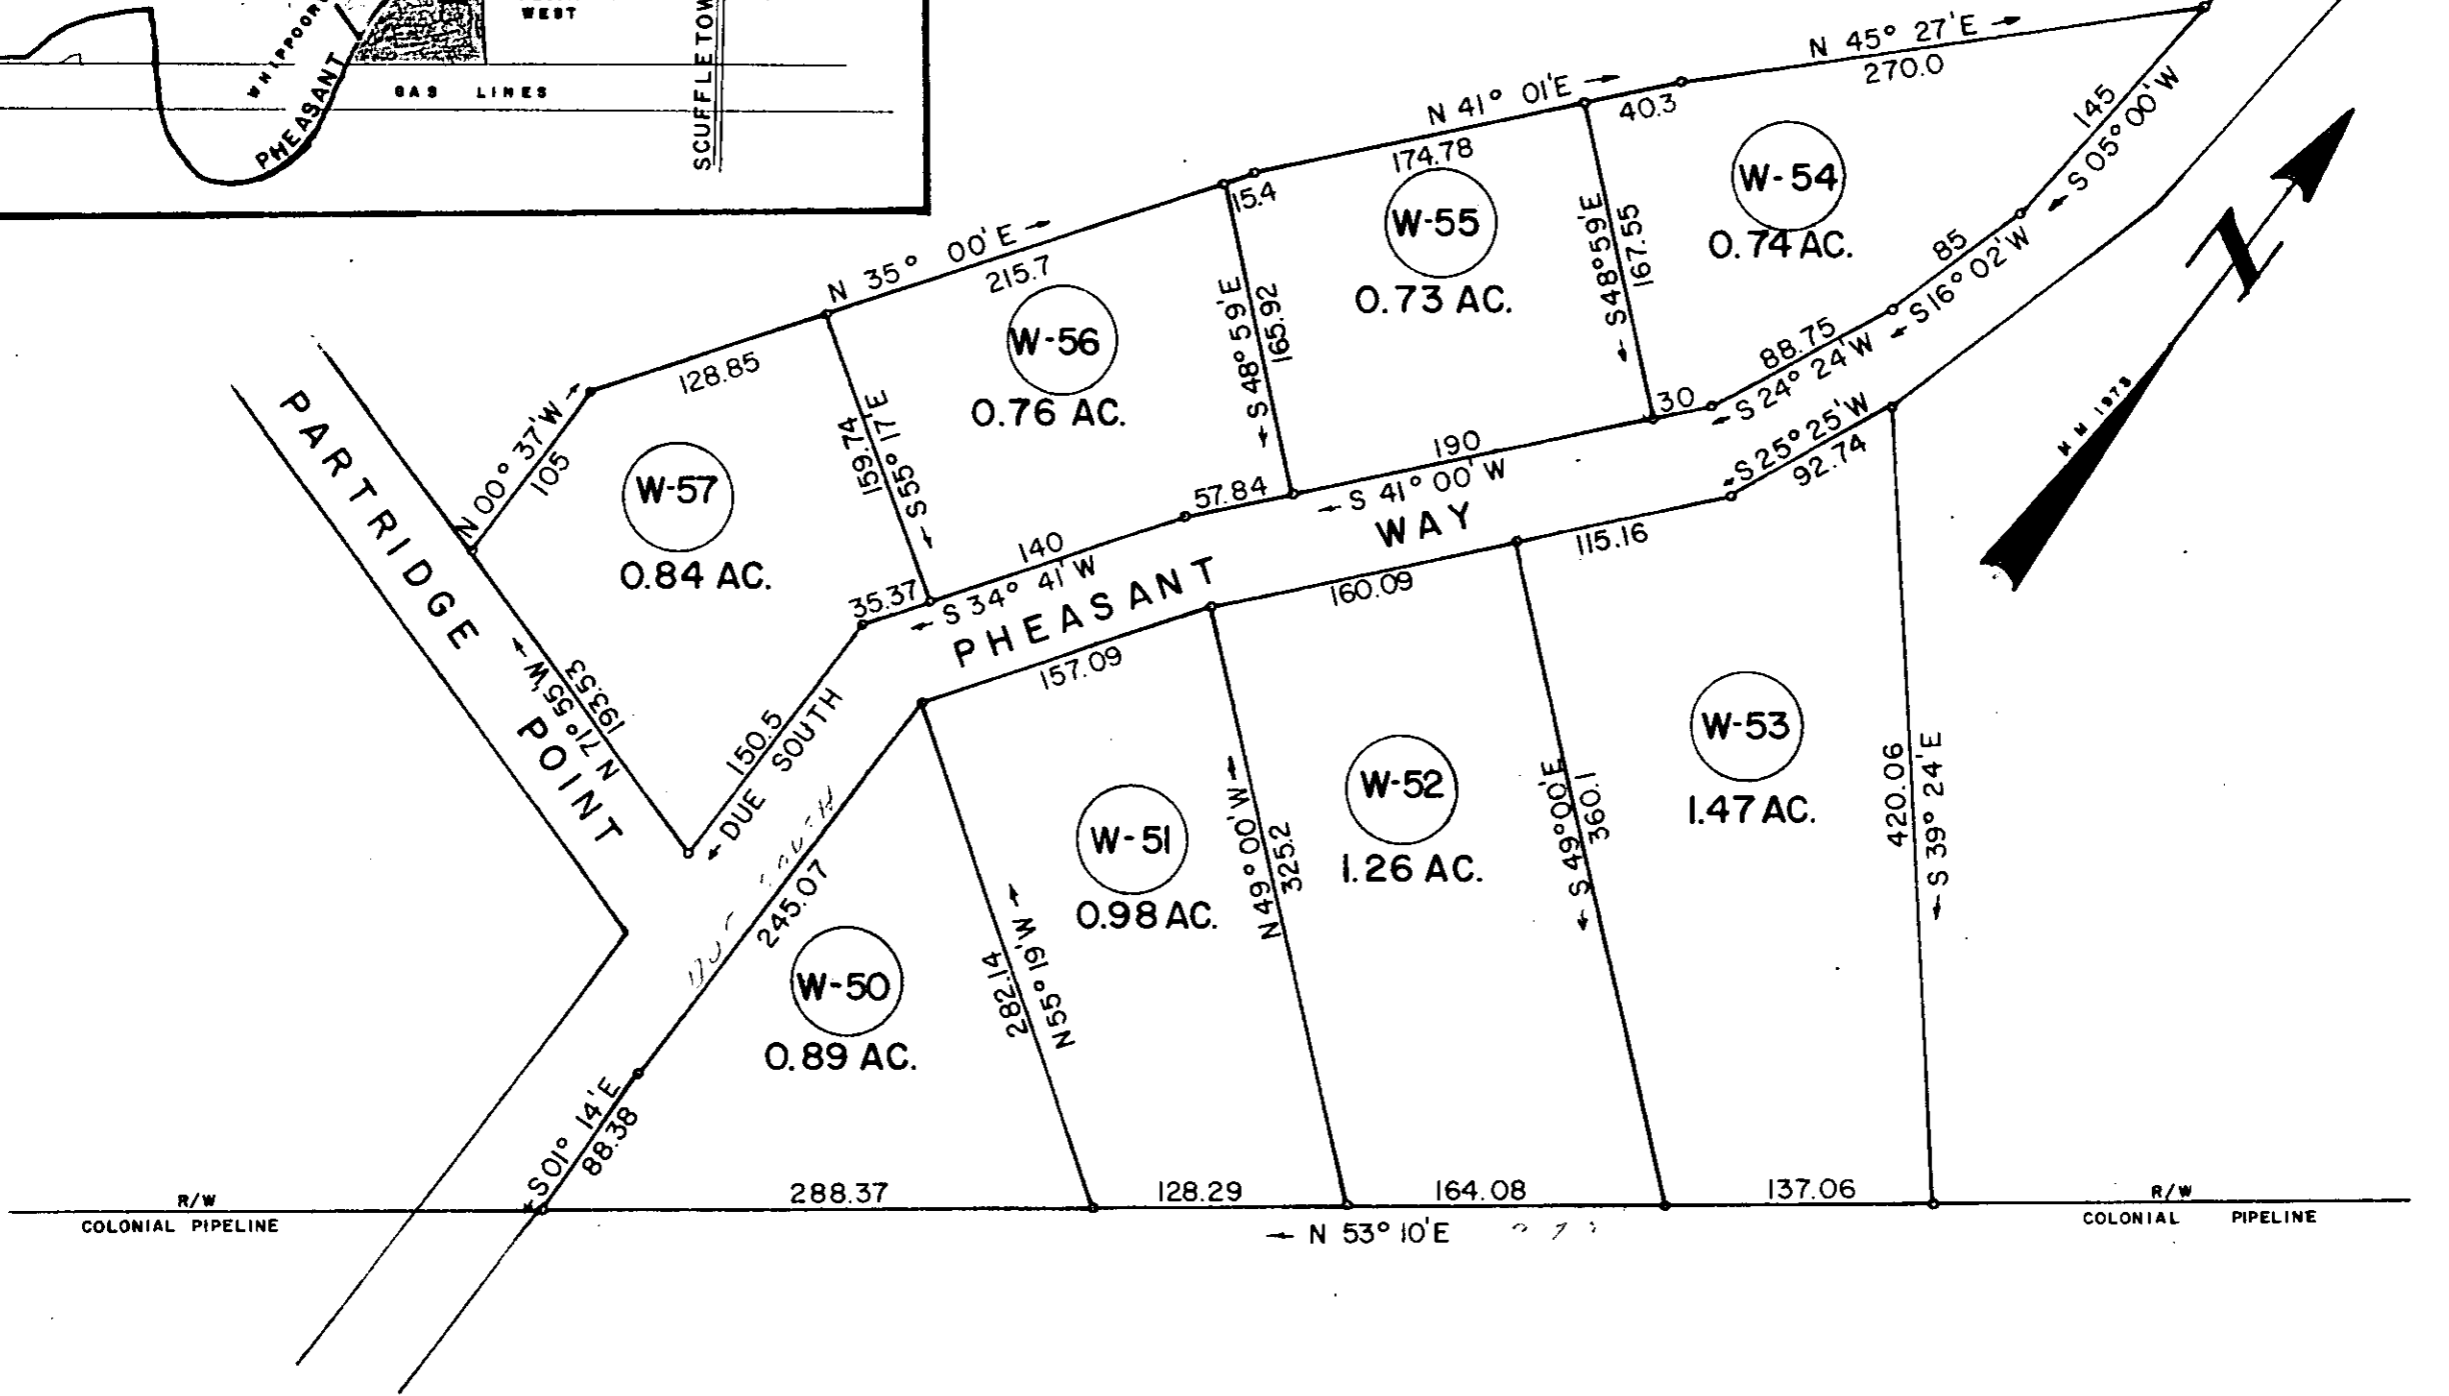 WEST
PHEASANT
GAS LINES
N 45° 27'E
270.0
N 41° 01'E
40.3
174.78
15.4
N 35° 00'E
215.7
128.85
145
S 05° 00'W
85
S 16° 02'W
88.75
S 24° 24'W
30
W-54
0.74 AC.
S 48° 59'E
167.55
W-55
0.73 AC.
S 48° 59'E
165.92
W-56
0.76 AC.
S 55° 17'E
159.74
W-57
0.84 AC.
N 00° 37'W
105
PARTRIDGE POINT
N 71° 55'W
193.53
150.5
DUE SOUTH
35.37
140
S 34° 41'W
57.84
190
S 41° 00'W
PHEASANT WAY
S 25° 25'W
92.74
115.16
160.09
157.09
245.07
W-50
0.89 AC.
282.14
N 55° 19'W
W-51
0.98 AC.
N 49° 00'W
325.2
W-52
1.26 AC.
S 49° 00'E
360.1
W-53
1.47 AC.
420.06
S 39° 24'E
N
1973
S 01° 14'E
88.38
288.37
128.29
164.08
137.06
N 53° 10'E
R/W
COLONIAL PIPELINE
R/W
COLONIAL PIPELINE